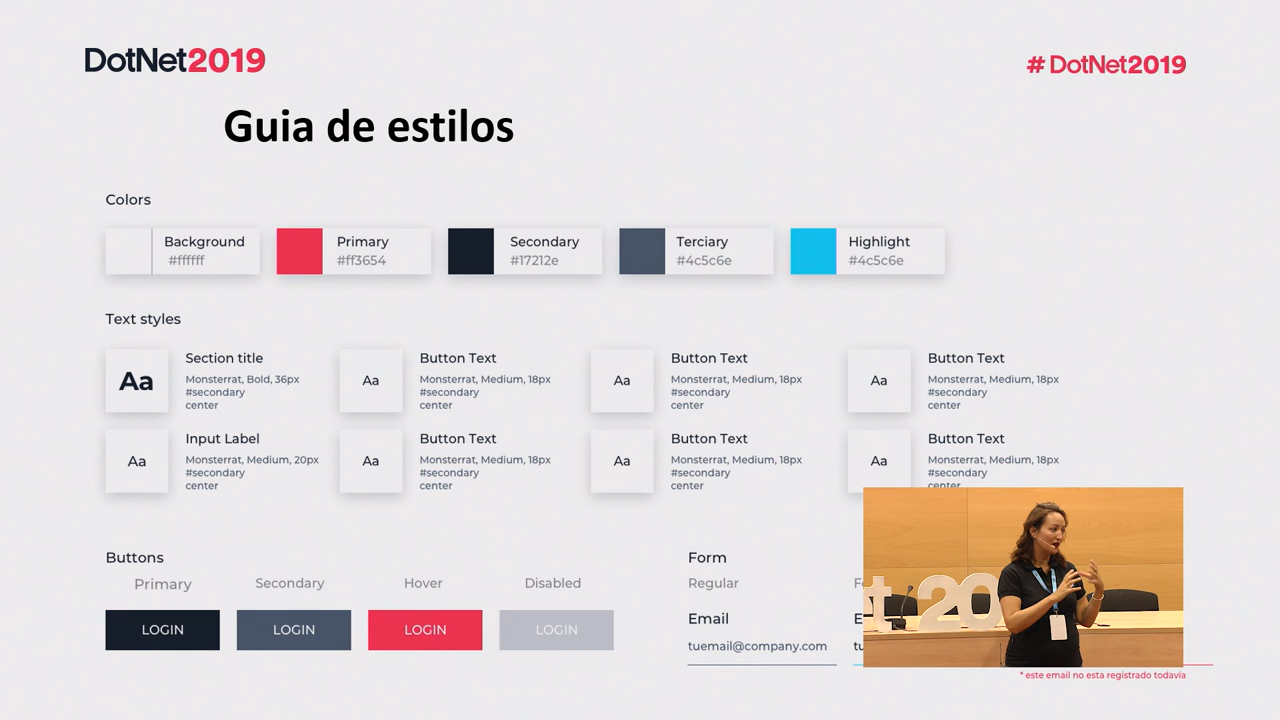 DotNet2019
# DotNet2019
Guia de estilos
Colors
Background
#ffffff
Primary
#ff3654
Secondary
#17212e
Terciary
#4c5c6e
Highlight
#4c5c6e
Text styles
Aa
Section title
Monsterrat, Bold, 36px
#secondary
center
Aa
Button Text
Monsterrat, Medium, 18px
#secondary
center
Aa
Button Text
Monsterrat, Medium, 18px
#secondary
center
Aa
Button Text
Monsterrat, Medium, 18px
#secondary
center
Aa
Input Label
Monsterrat, Medium, 20px
#secondary
center
Aa
Button Text
Monsterrat, Medium, 18px
#secondary
center
Aa
Button Text
Monsterrat, Medium, 18px
#secondary
center
Aa
Button Text
Monsterrat, Medium, 18px
#secondary
center
Buttons
Primary
Secondary
Hover
Disabled
LOGIN
LOGIN
LOGIN
LOGIN
Form
Regular
Email
tuemail@company.com
t 20
* este email no esta registrado todavía